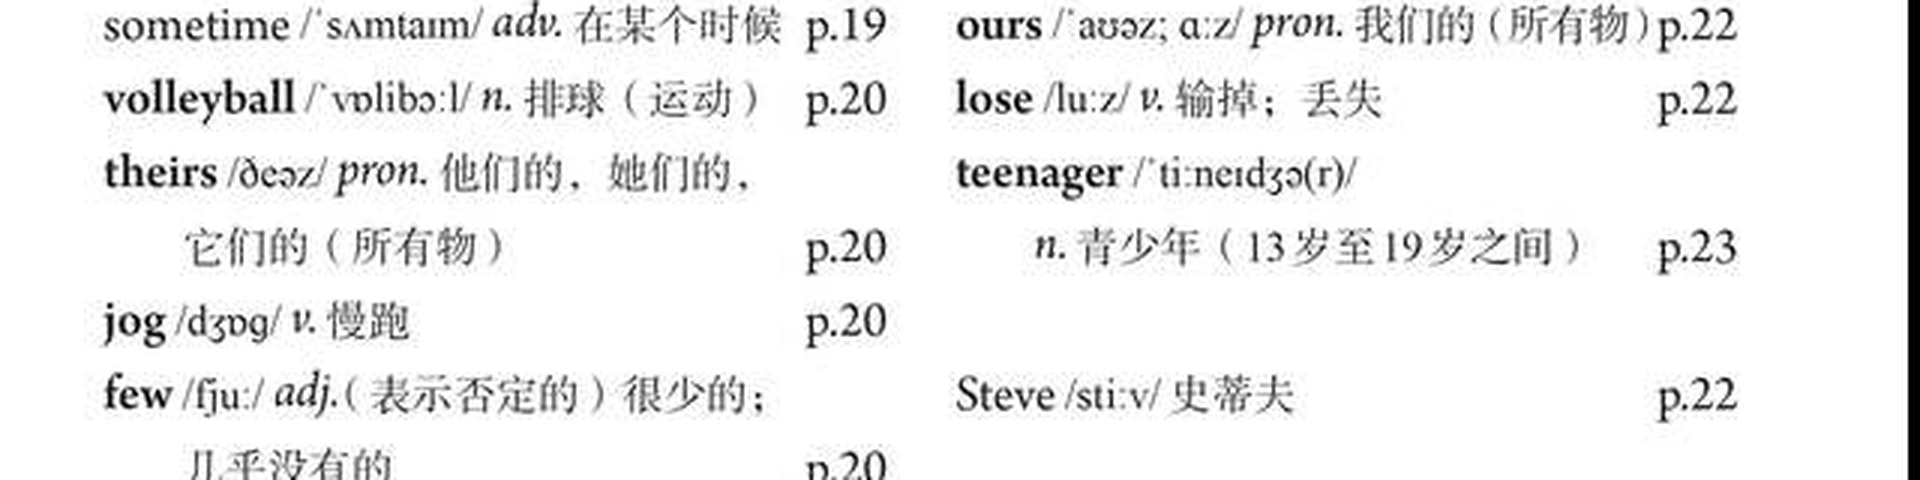 sometime /ˈsʌmtaɪm/ adv. 在某个时候 p.19
volleyball /ˈvɒlibɔːl/ n. 排球（运动） p.20
theirs /ðeəz/ pron. 他们的，她们的，
它们的（所有物） p.20
jog /dʒɒɡ/ v. 慢跑 p.20
few /fjuː/ adj.（表示否定的）很少的；
几乎没有的 p.20
ours /ˈaʊəz; ɑːz/ pron. 我们的（所有物） p.22
lose /luːz/ v. 输掉；丢失 p.22
teenager /ˈtiːneɪdʒə(r)/
n. 青少年（13岁至19岁之间） p.23
Steve /stiːv/ 史蒂夫 p.22